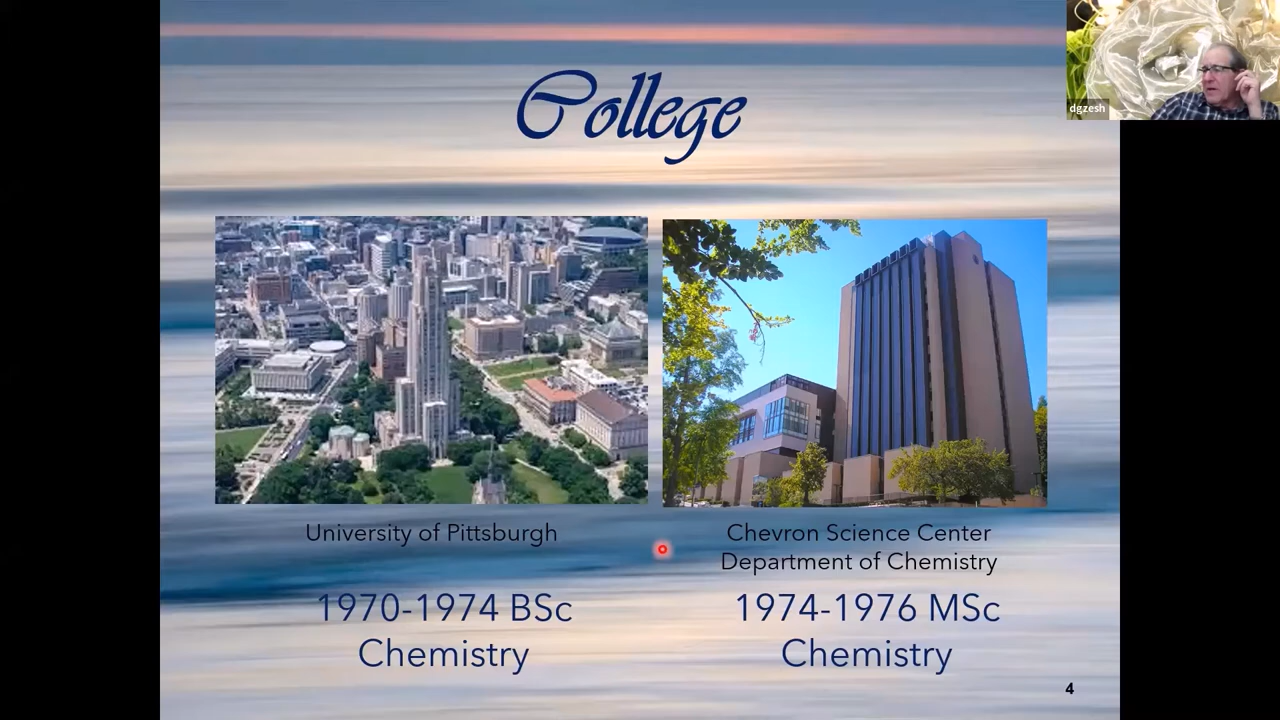 College
dgzesh
University of Pittsburgh
Chevron Science Center
Department of Chemistry
1970-1974 BSc
Chemistry
1974-1976 MSc
Chemistry
4